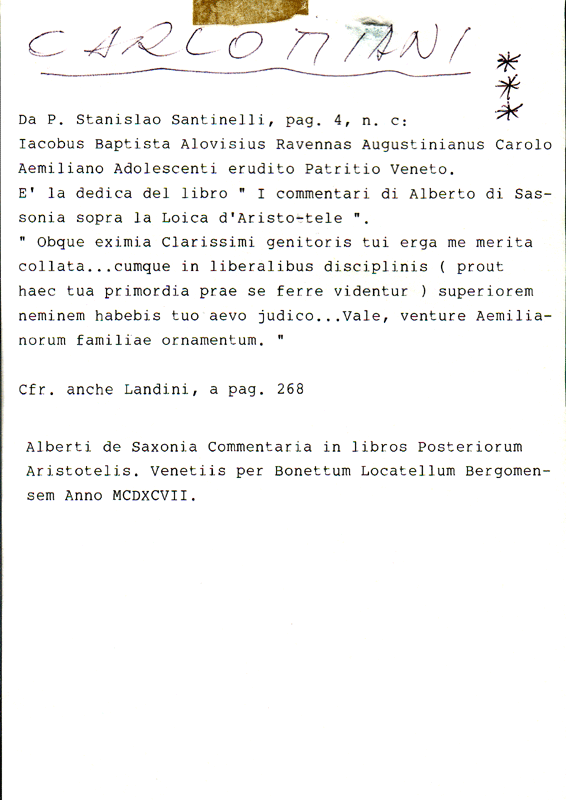 CARLO MIANI
***
Da P. Stanislao Santinelli, pag. 4, n. c:
Iacobus Baptista Alovisius Ravennas Augustinianus Carolo
Aemiliano Adolescenti erudito Patritio Veneto.
E' la dedica del libro " I commentari di Alberto di Sas-
sonia sopra la Loica d'Aristo-tele ".
" Obque eximia Clarissimi genitoris tui erga me merita
collata...cumque in liberalibus disciplinis ( prout
haec tua primordia prae se ferre videntur ) superiorem
neminem habebis tuo aevo judico...Vale, venture Aemilia-
norum familiae ornamentum. "
Cfr. anche Landini, a pag. 268
Alberti de Saxonia Commentaria in libros Posteriorum
Aristotelis. Venetiis per Bonettum Locatellum Bergomen-
sem Anno MCDXCVII.